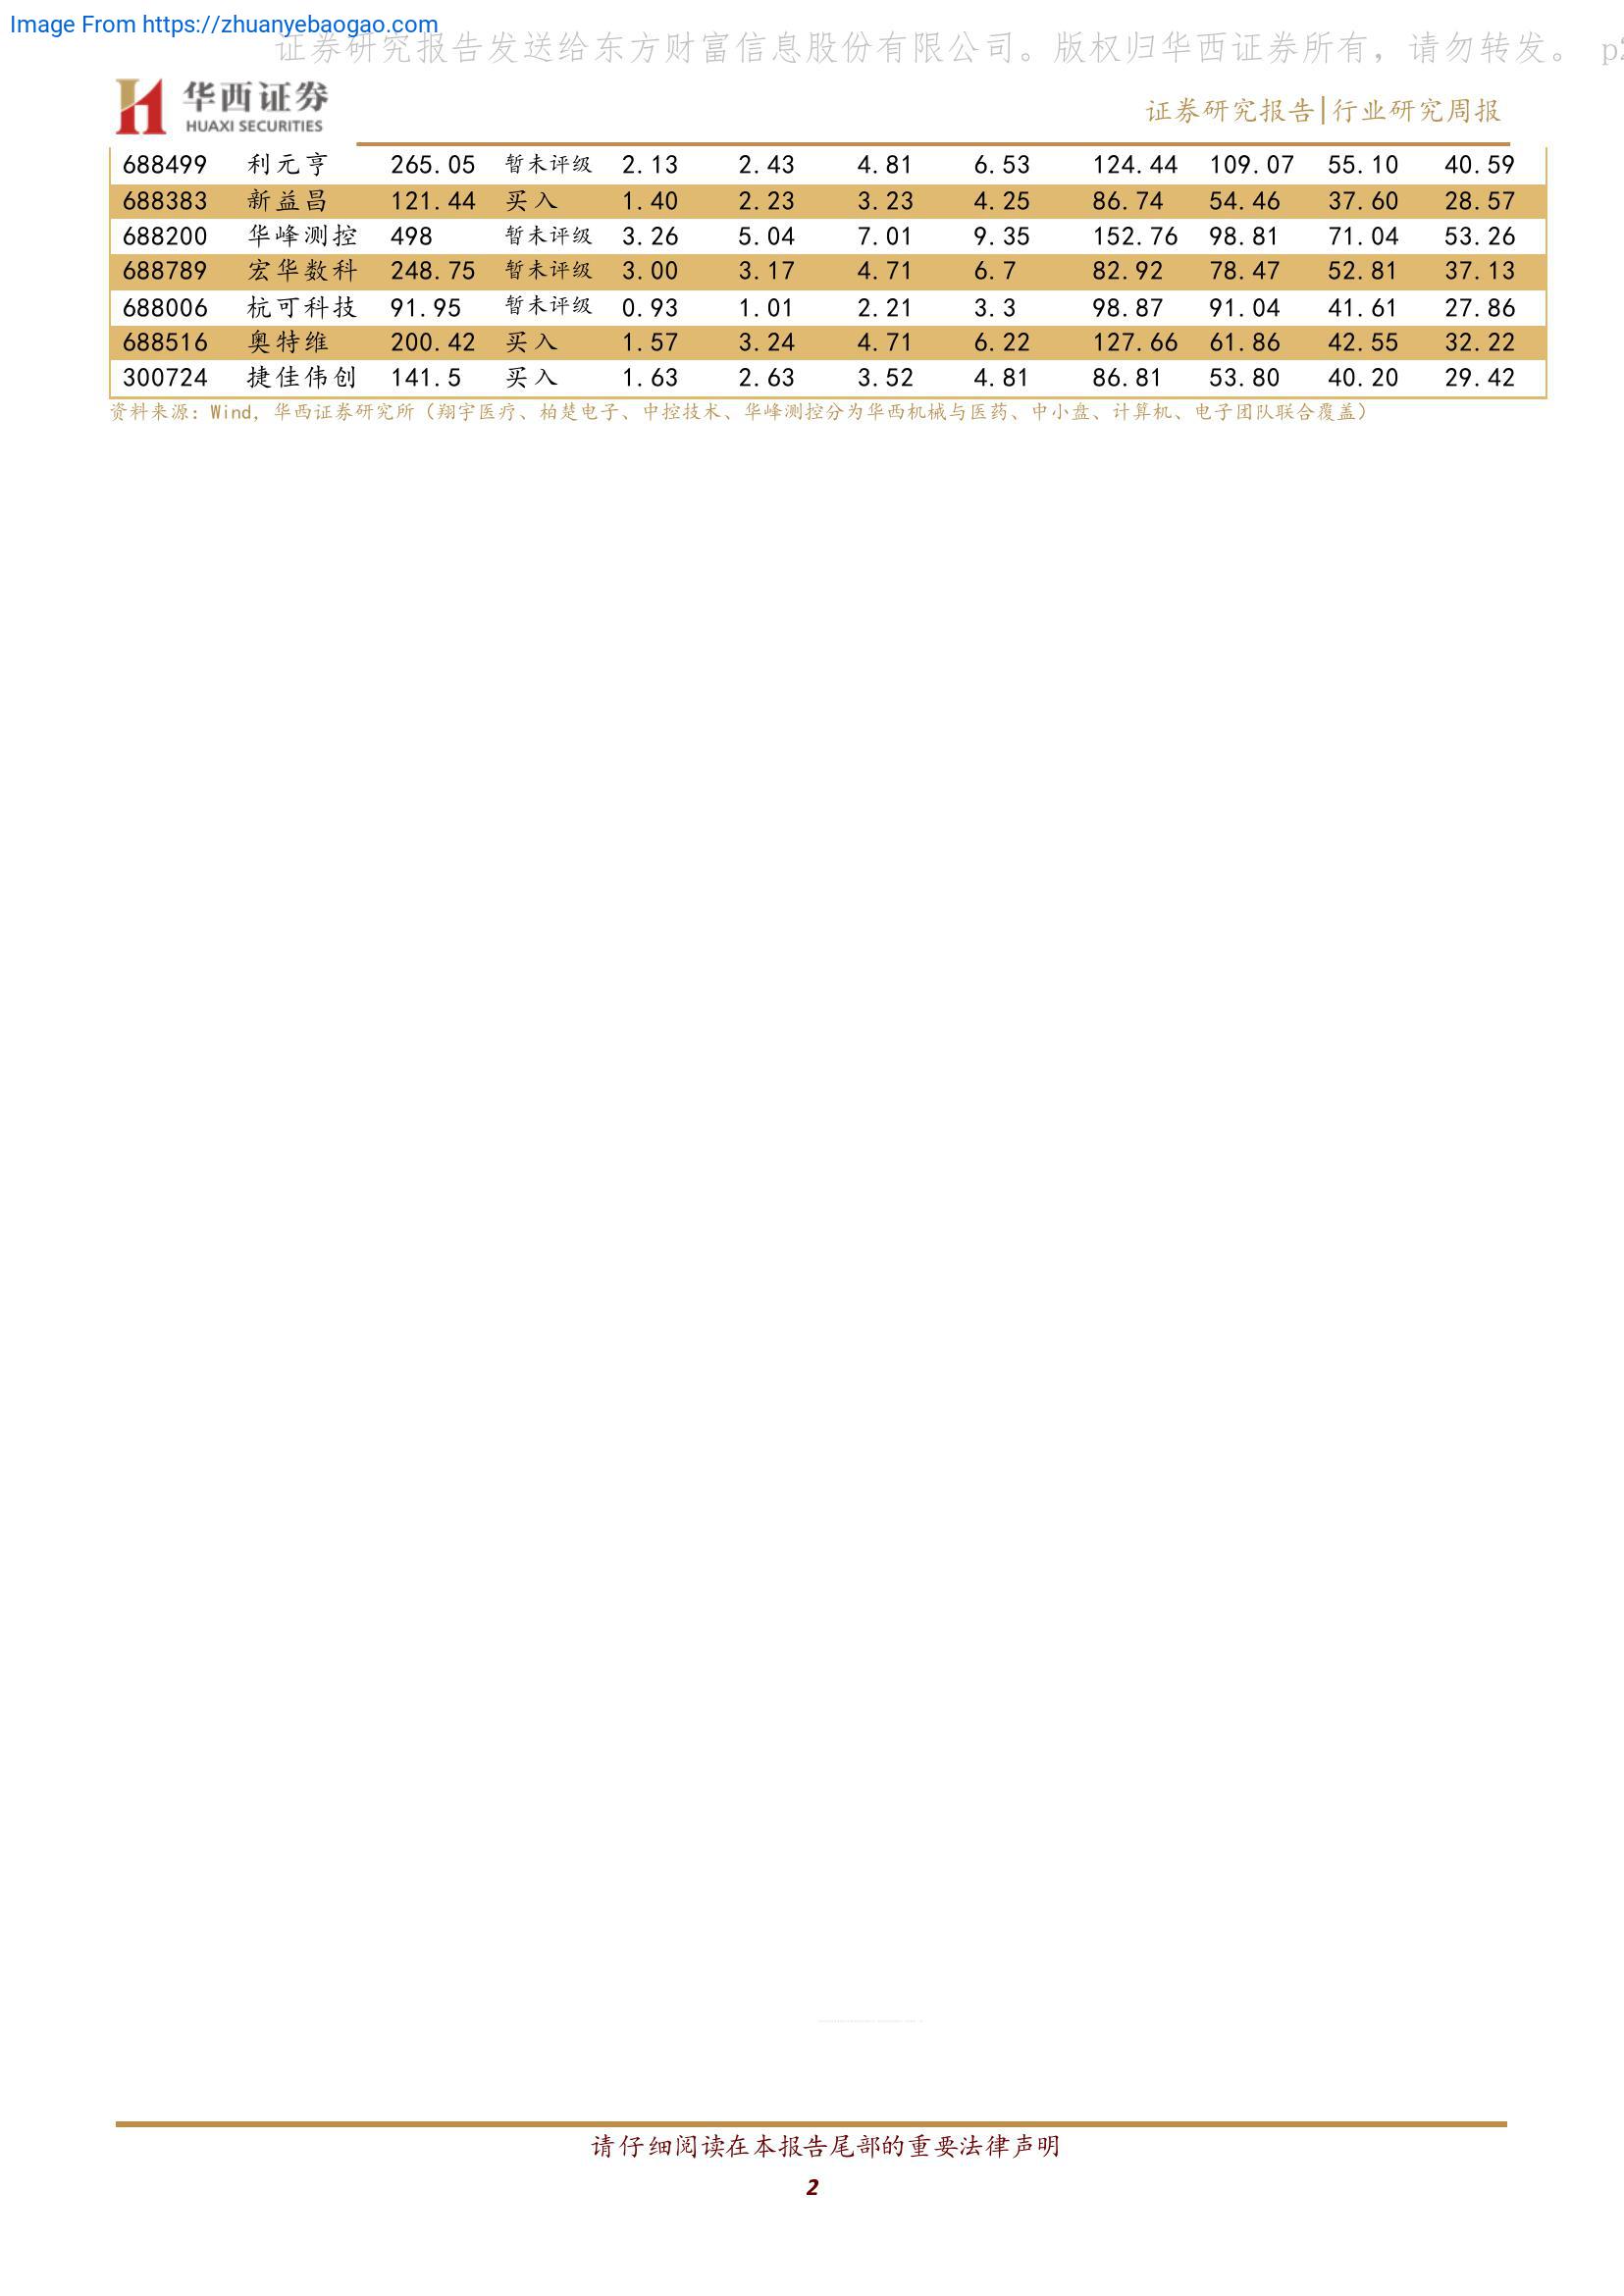 Image From https://zhuanyebaogao.com
证券研究报告发送给东方财富信息股份有限公司。版权归华西证券所有，请勿转发。 p2
华西证券
HUAXI SECURITIES
证券研究报告|行业研究周报
688499 利元亨 265.05 暂未评级 2.13 2.43 4.81 6.53 124.44 109.07 55.10 40.59
688383 新益昌 121.44 买入 1.40 2.23 3.23 4.25 86.74 54.46 37.60 28.57
688200 华峰测控 498 暂未评级 3.26 5.04 7.01 9.35 152.76 98.81 71.04 53.26
688789 宏华数科 248.75 暂未评级 3.00 3.17 4.71 6.7 82.92 78.47 52.81 37.13
688006 杭可科技 91.95 暂未评级 0.93 1.01 2.21 3.3 98.87 91.04 41.61 27.86
688516 奥特维 200.42 买入 1.57 3.24 4.71 6.22 127.66 61.86 42.55 32.22
300724 捷佳伟创 141.5 买入 1.63 2.63 3.52 4.81 86.81 53.80 40.20 29.42
资料来源：Wind，华西证券研究所（翔宇医疗、柏楚电子、中控技术、华峰测控分为华西机械与医药、中小盘、计算机、电子团队联合覆盖）
请仔细阅读在本报告尾部的重要法律声明
2